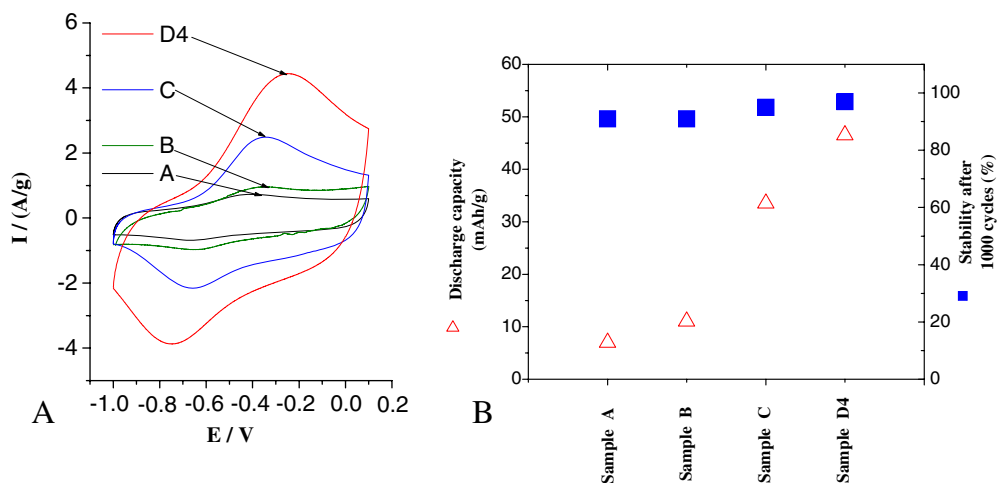 D4
C
B
A
6
4
2
0
-2
-4
I / (A/g)
-1.0 -0.8 -0.6 -0.4 -0.2 0.0 0.2
E / V
A
60
50
40
30
20
10
0
Discharge capacity
(mAh/g)
100
80
60
40
20
0
Stability after
1000 cycles (%)
Sample A
Sample B
Sample C
Sample D4
B